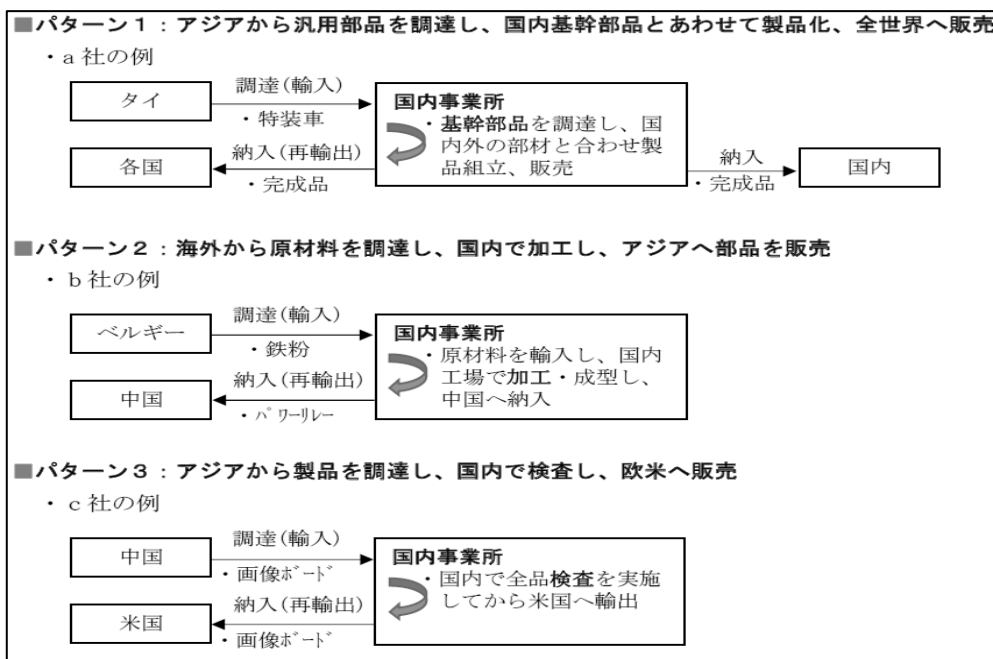 ■パターン１：アジアから汎用部品を調達し、国内基幹部品とあわせて製品化、全世界へ販売
・a社の例
タイ
調達(輸入)
・特装車
各国
納入(再輸出)
・完成品
国内事業所
・基幹部品を調達し、国
内外の部材と合わせ製
品組立、販売
納入
・完成品
国内
■パターン２：海外から原材料を調達し、国内で加工し、アジアへ部品を販売
・b社の例
ベルギー
調達(輸入)
・鉄粉
中国
納入(再輸出)
・ﾊﾟﾜｰﾘﾚｰ
国内事業所
・原材料を輸入し、国内
工場で加工・成型し、
中国へ納入
■パターン３：アジアから製品を調達し、国内で検査し、欧米へ販売
・c社の例
中国
調達(輸入)
・画像ﾎﾞｰﾄﾞ
米国
納入(再輸出)
・画像ﾎﾞｰﾄﾞ
国内事業所
・国内で全品検査を実施
してから米国へ輸出